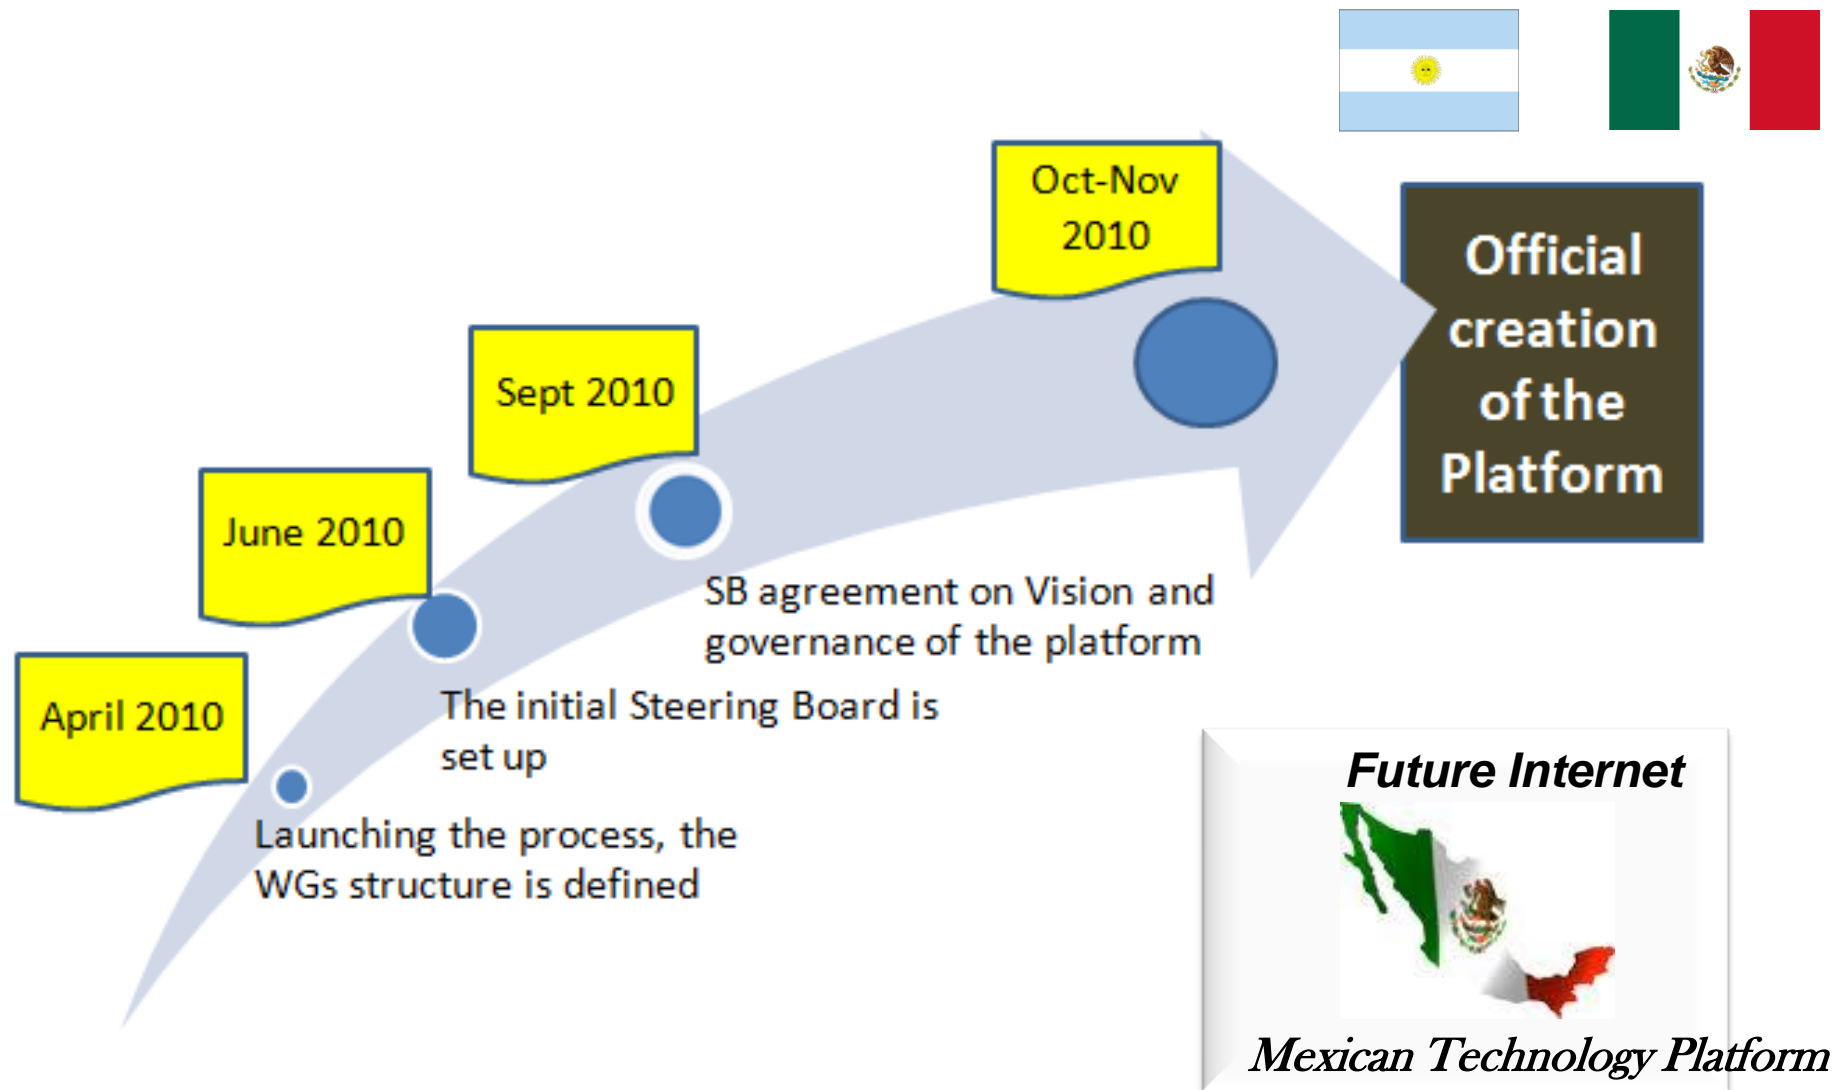 Oct-Nov
2010
Official
creation
of the
Platform
Sept 2010
June 2010
SB agreement on Vision and
governance of the platform
April 2010
The initial Steering Board is
set up
Launching the process, the
WGs structure is defined
Future Internet
Mexican Technology Platform